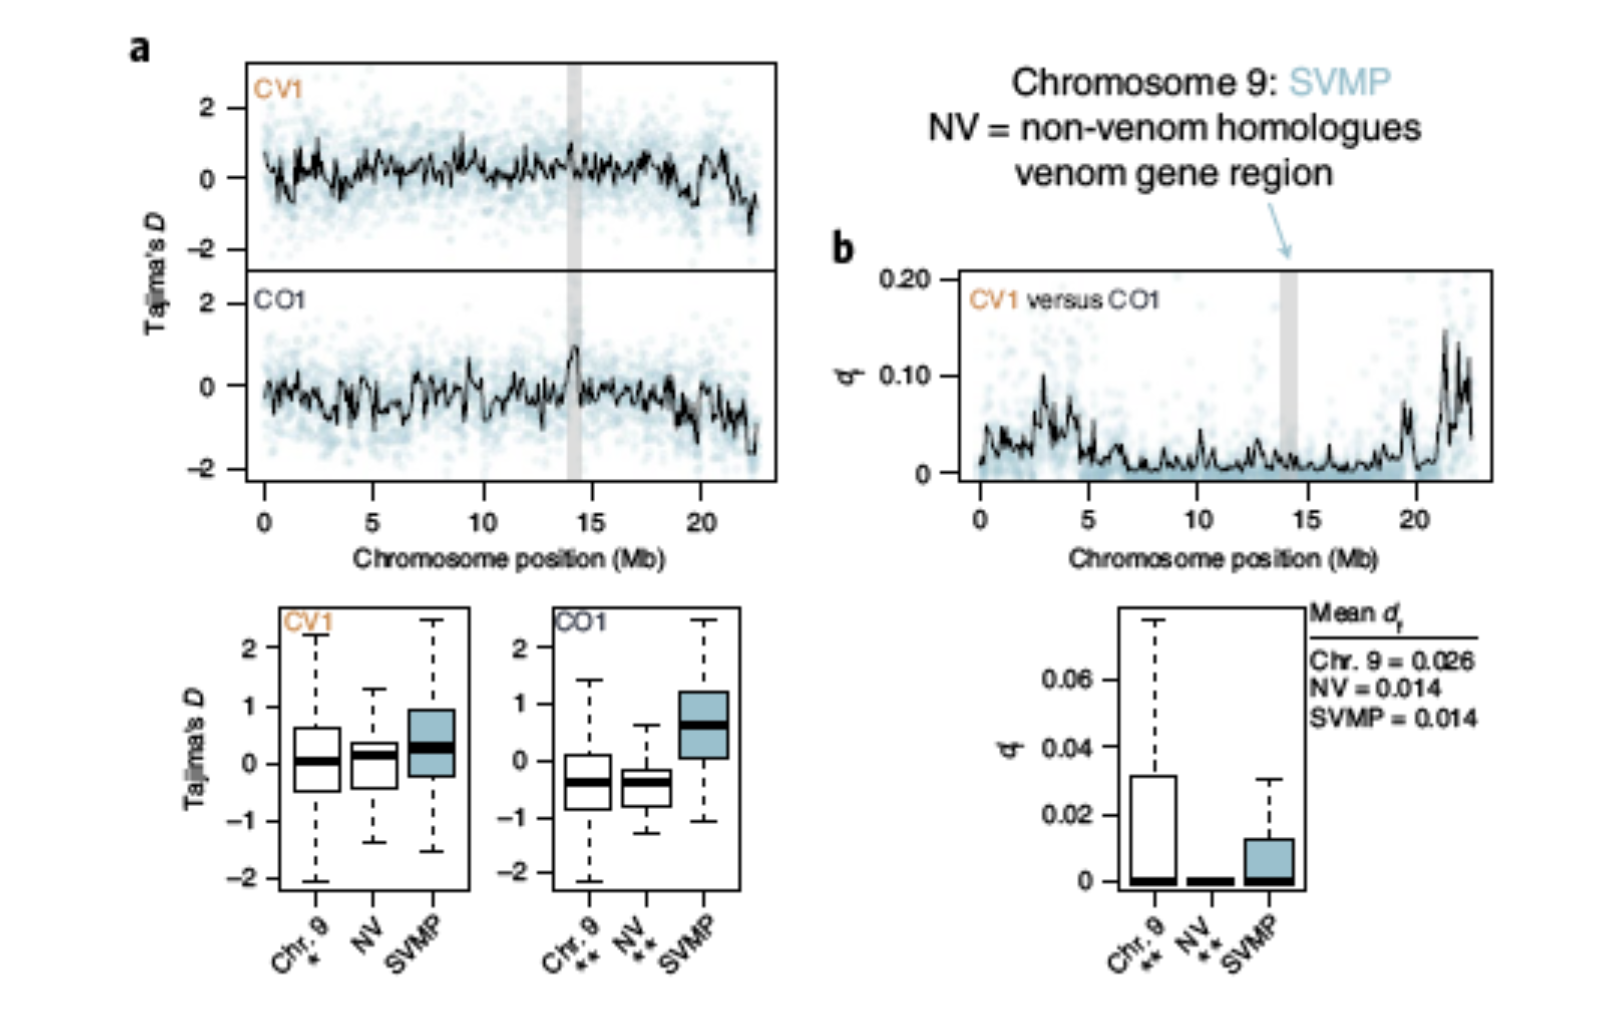 a
CV1
2
0
−2
Tajima's D
CO1
2
0
−2
0 5 10 15 20
Chromosome position (Mb)
Chromosome 9: SVMP
NV = non-venom homologues
venom gene region
b
0.20
CV1 versus CO1
0.10
0
0 5 10 15 20
Chromosome position (Mb)
CV1
2
1
0
−1
−2
Tajima's D
Chr. 9 NV SVMP
*
CO1
2
1
0
−1
−2
Chr. 9 NV SVMP
** **
0.06
0.04
0.02
0
Chr. 9 NV SVMP
** **
Mean df
Chr. 9 = 0.026
NV = 0.014
SVMP = 0.014